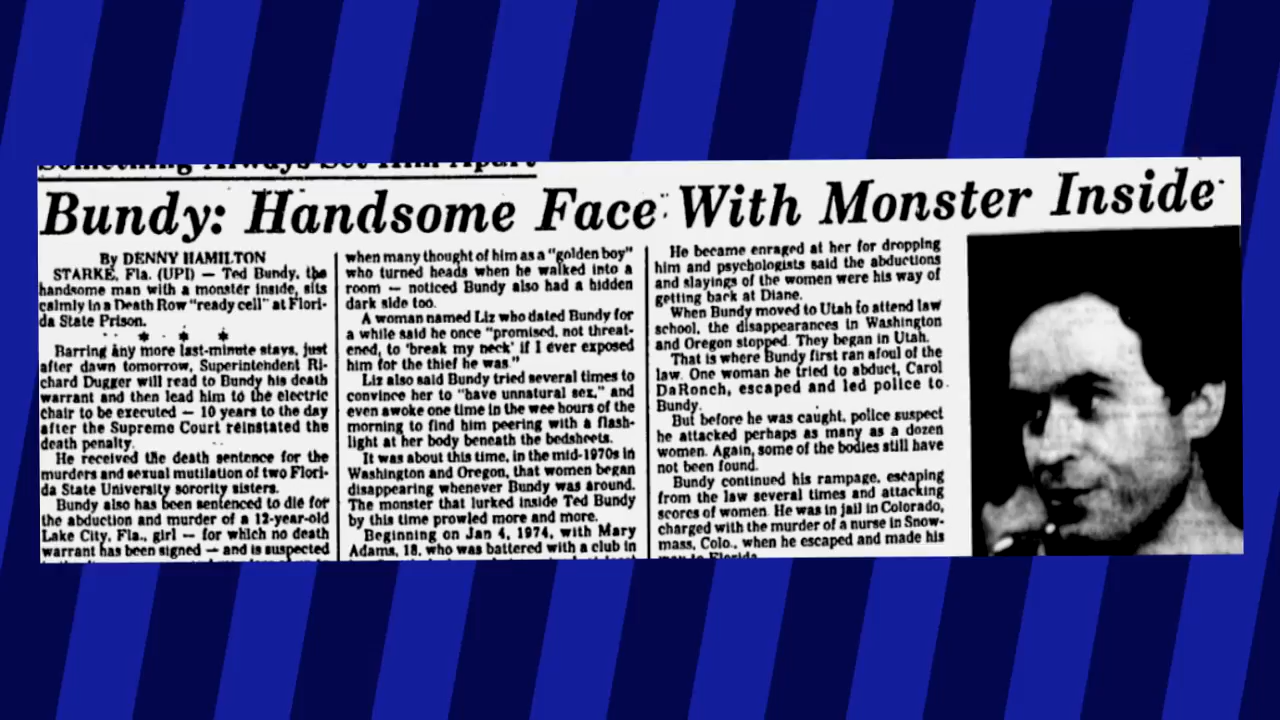 Something Always Set Him Apart
Bundy: Handsome Face With Monster Inside
By DENNY HAMILTON
STARKE, Fla. (UPI) — Ted Bundy, the
handsome man with a monster inside, sits
calmly in a Death Row "ready cell" at Flori-
da State Prison.
* * *
Barring any more last-minute stays, just
after dawn tomorrow, Superintendent Ri-
chard Dugger will read to Bundy his death
warrant and then lead him to the electric
chair to be executed — 10 years to the day
after the Supreme Court reinstated the
death penalty.
He received the death sentence for the
murders and sexual mutilation of two Flori-
da State University sorority sisters.
Bundy also has been sentenced to die for
the abduction and murder of a 12-year-old
Lake City, Fla., girl — for which no death
warrant has been signed — and is suspected
when many thought of him as a "golden boy"
who turned heads when he walked into a
room — noticed Bundy also had a hidden
dark side too.
A woman named Liz who dated Bundy for
a while said he once "promised, not threat-
ened, to 'break my neck' if I ever exposed
him for the thief he was."
Liz also said Bundy tried several times to
convince her to "have unnatural sex," and
even awoke one time in the wee hours of the
morning to find him peering with a flash-
light at her body beneath the bedsheets.
It was about this time, in the mid-1970s in
Washington and Oregon, that women began
disappearing whenever Bundy was around.
The monster that lurked inside Ted Bundy
by this time prowled more and more.
Beginning on Jan 4, 1974, with Mary
Adams, 18, who was battered with a club in
He became enraged at her for dropping
him and psychologists said the abductions
and slayings of the women were his way of
getting back at Diane.
When Bundy moved to Utah to attend law
school, the disappearances in Washington
and Oregon stopped. They began in Utah.
That is where Bundy first ran afoul of the
law. One woman he tried to abduct, Carol
DaRonch, escaped and led police to
Bundy.
But before he was caught, police suspect
he attacked perhaps as many as a dozen
women. Again, some of the bodies still have
not been found.
Bundy continued his rampage, escaping
from the law several times and attacking
scores of women. He was in jail in Colorado,
charged with the murder of a nurse in Snow-
mass, Colo., when he escaped and made his
way to Florida.